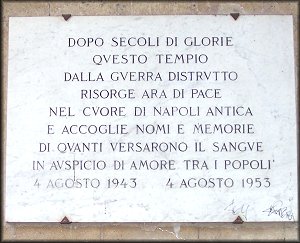 DOPO SECOLI DI GLORIE
QVESTO TEMPIO
DALLA GVERRA DISTRVTTO
RISORGE ARA DI PACE
NEL CVORE DI NAPOLI ANTICA
E ACCOGLIE NOMI E MEMORIE
DI QVANTI VERSARONO IL SANGVE
IN AVSPICIO DI AMORE TRA I POPOLI
4 AGOSTO 1943 4 AGOSTO 1953